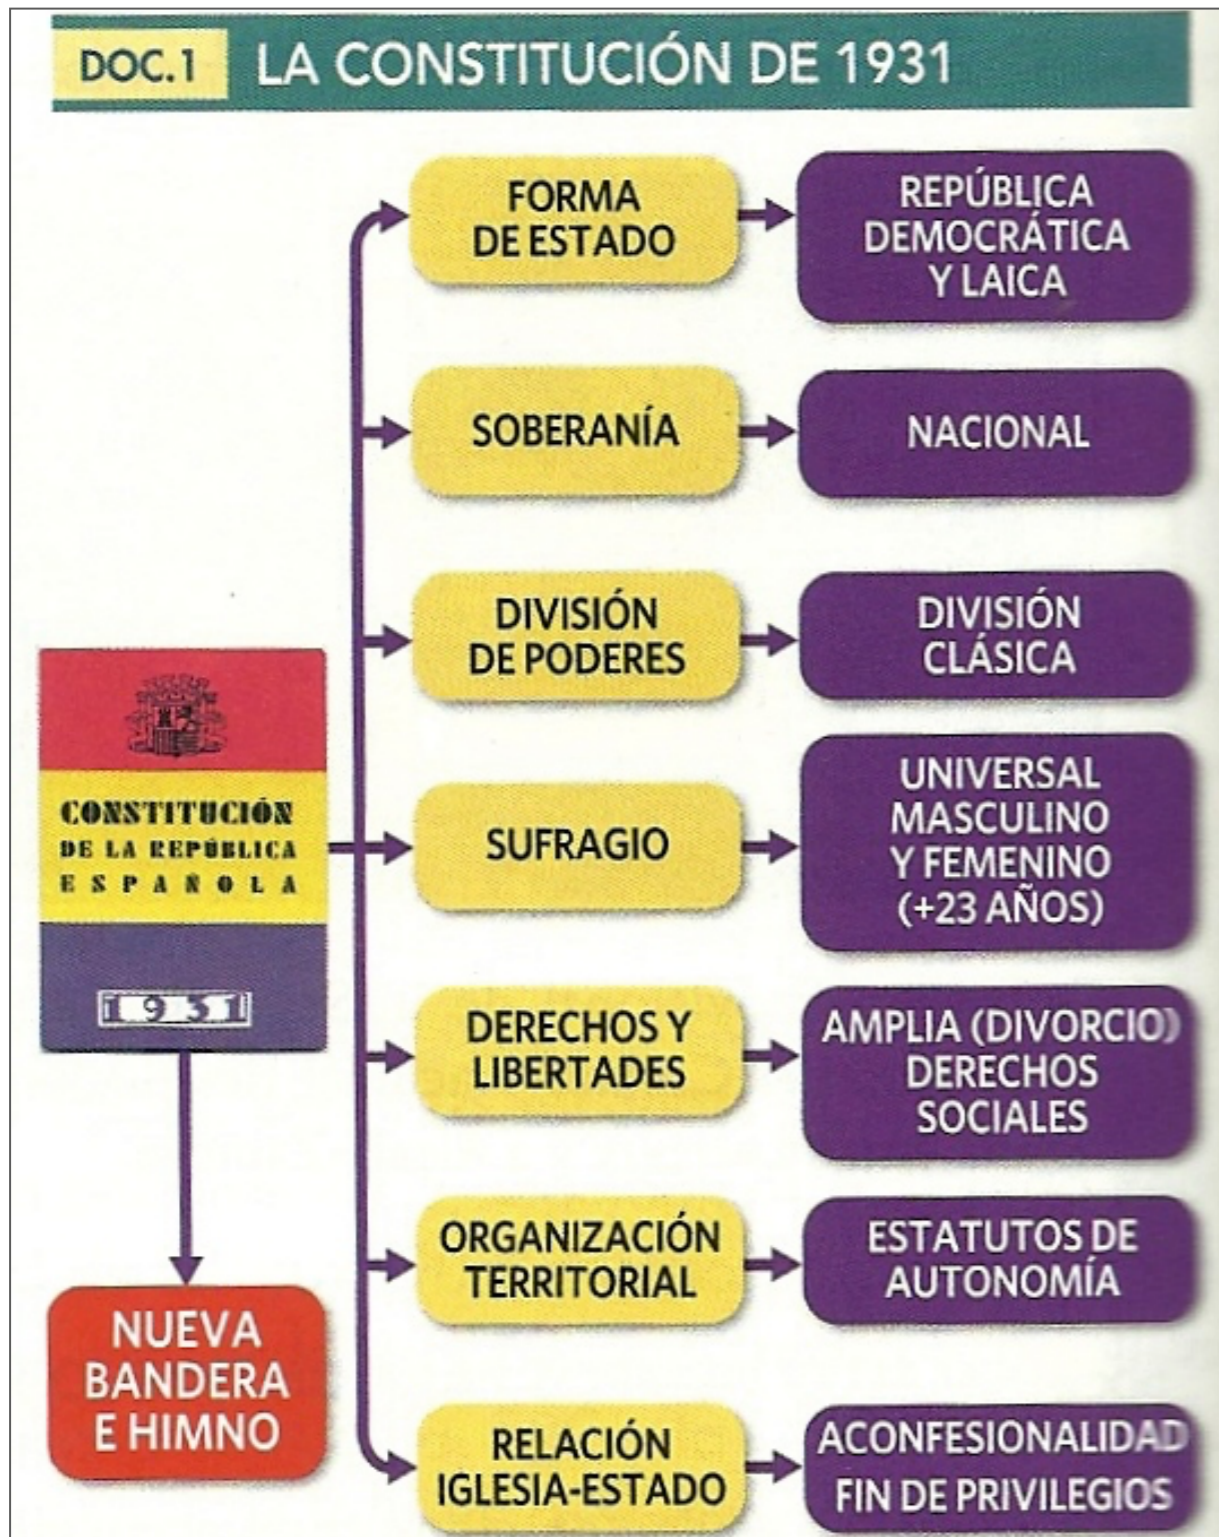 DOC.1 LA CONSTITUCIÓN DE 1931
FORMA
DE ESTADO
REPÚBLICA
DEMOCRÁTICA
Y LAICA
SOBERANÍA
NACIONAL
DIVISIÓN
DE PODERES
DIVISIÓN
CLÁSICA
CONSTITUCIÓN
DE LA REPÚBLICA
ESPAÑOLA
1931
SUFRAGIO
UNIVERSAL
MASCULINO
Y FEMENINO
(+23 AÑOS)
DERECHOS Y
LIBERTADES
AMPLIA (DIVORCIO)
DERECHOS
SOCIALES
ORGANIZACIÓN
TERRITORIAL
ESTATUTOS DE
AUTONOMÍA
NUEVA
BANDERA
E HIMNO
RELACIÓN
IGLESIA-ESTADO
ACONFESIONALIDAD
FIN DE PRIVILEGIOS